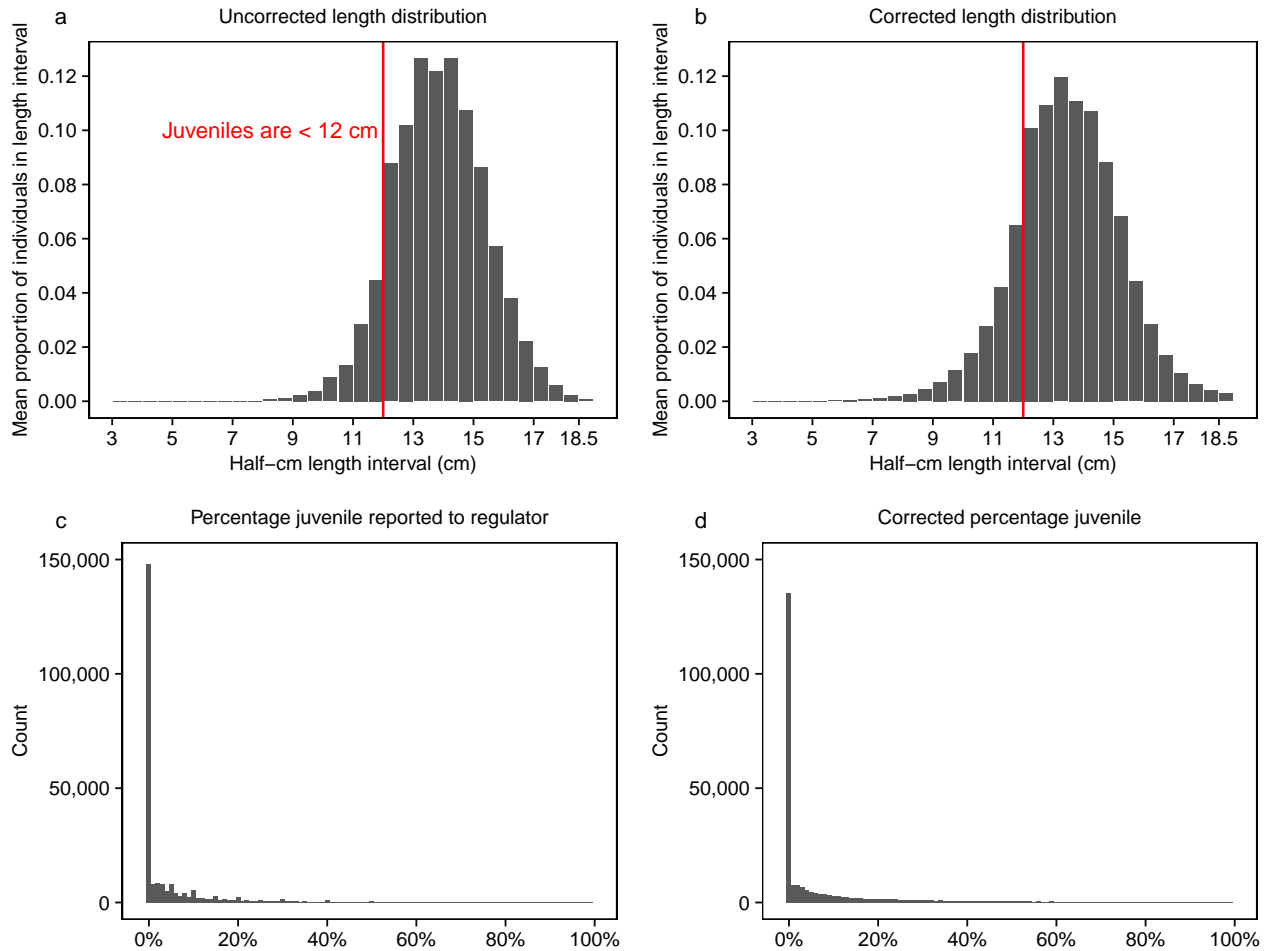 a
Uncorrected length distribution
Mean proportion of individuals in length interval
0.12
0.10
0.08
0.06
0.04
0.02
0.00
Juveniles are < 12 cm
3 5 7 9 11 13 15 17 18.5
Half−cm length interval (cm)
b
Corrected length distribution
Mean proportion of individuals in length interval
0.12
0.10
0.08
0.06
0.04
0.02
0.00
3 5 7 9 11 13 15 17 18.5
Half−cm length interval (cm)
c
Percentage juvenile reported to regulator
Count
150,000
100,000
50,000
0
0% 20% 40% 60% 80% 100%
d
Corrected percentage juvenile
Count
150,000
100,000
50,000
0
0% 20% 40% 60% 80% 100%